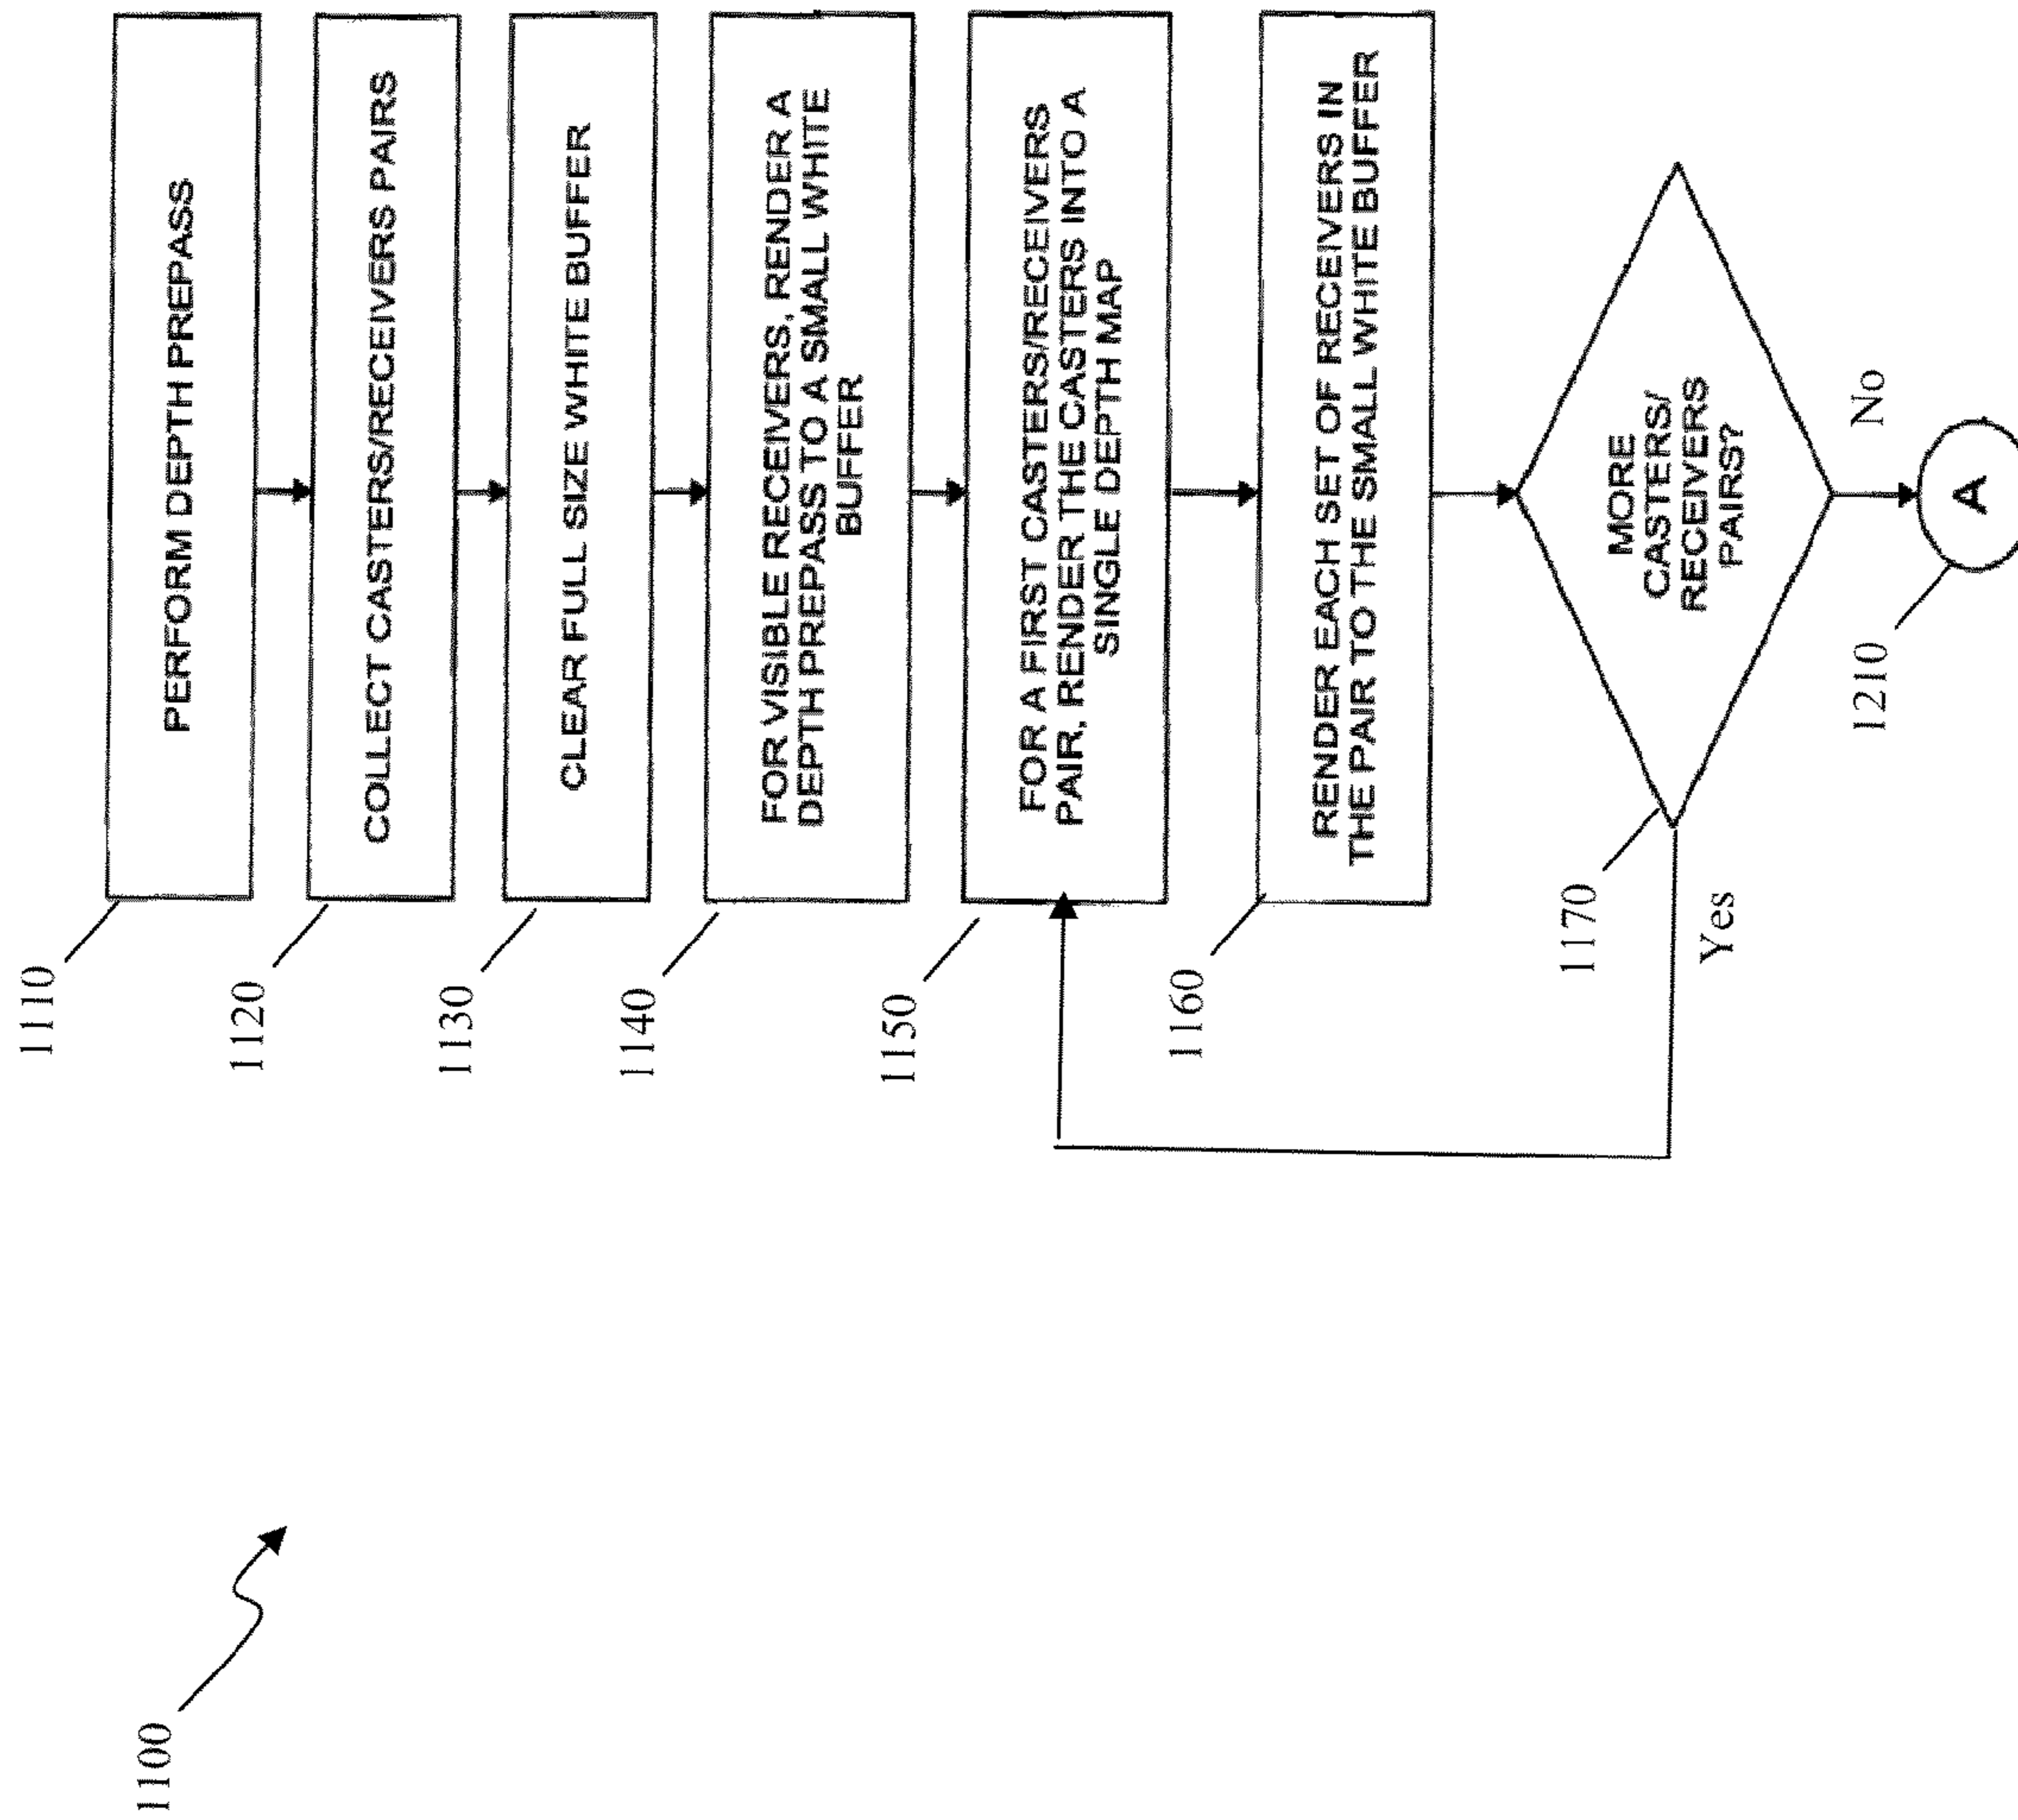 1100
1110
PERFORM DEPTH PREPASS
1120
COLLECT CASTERS/RECEIVERS PAIRS
1130
CLEAR FULL SIZE WHITE BUFFER
1140
FOR VISIBLE RECEIVERS, RENDER A
DEPTH PREPASS TO A SMALL WHITE
BUFFER
1150
FOR A FIRST CASTERS/RECEIVERS
PAIR, RENDER THE CASTERS INTO A
SINGLE DEPTH MAP
1160
RENDER EACH SET OF RECEIVERS IN
THE PAIR TO THE SMALL WHITE BUFFER
1170
MORE
CASTERS/
RECEIVERS
PAIRS?
Yes
No
1210
A